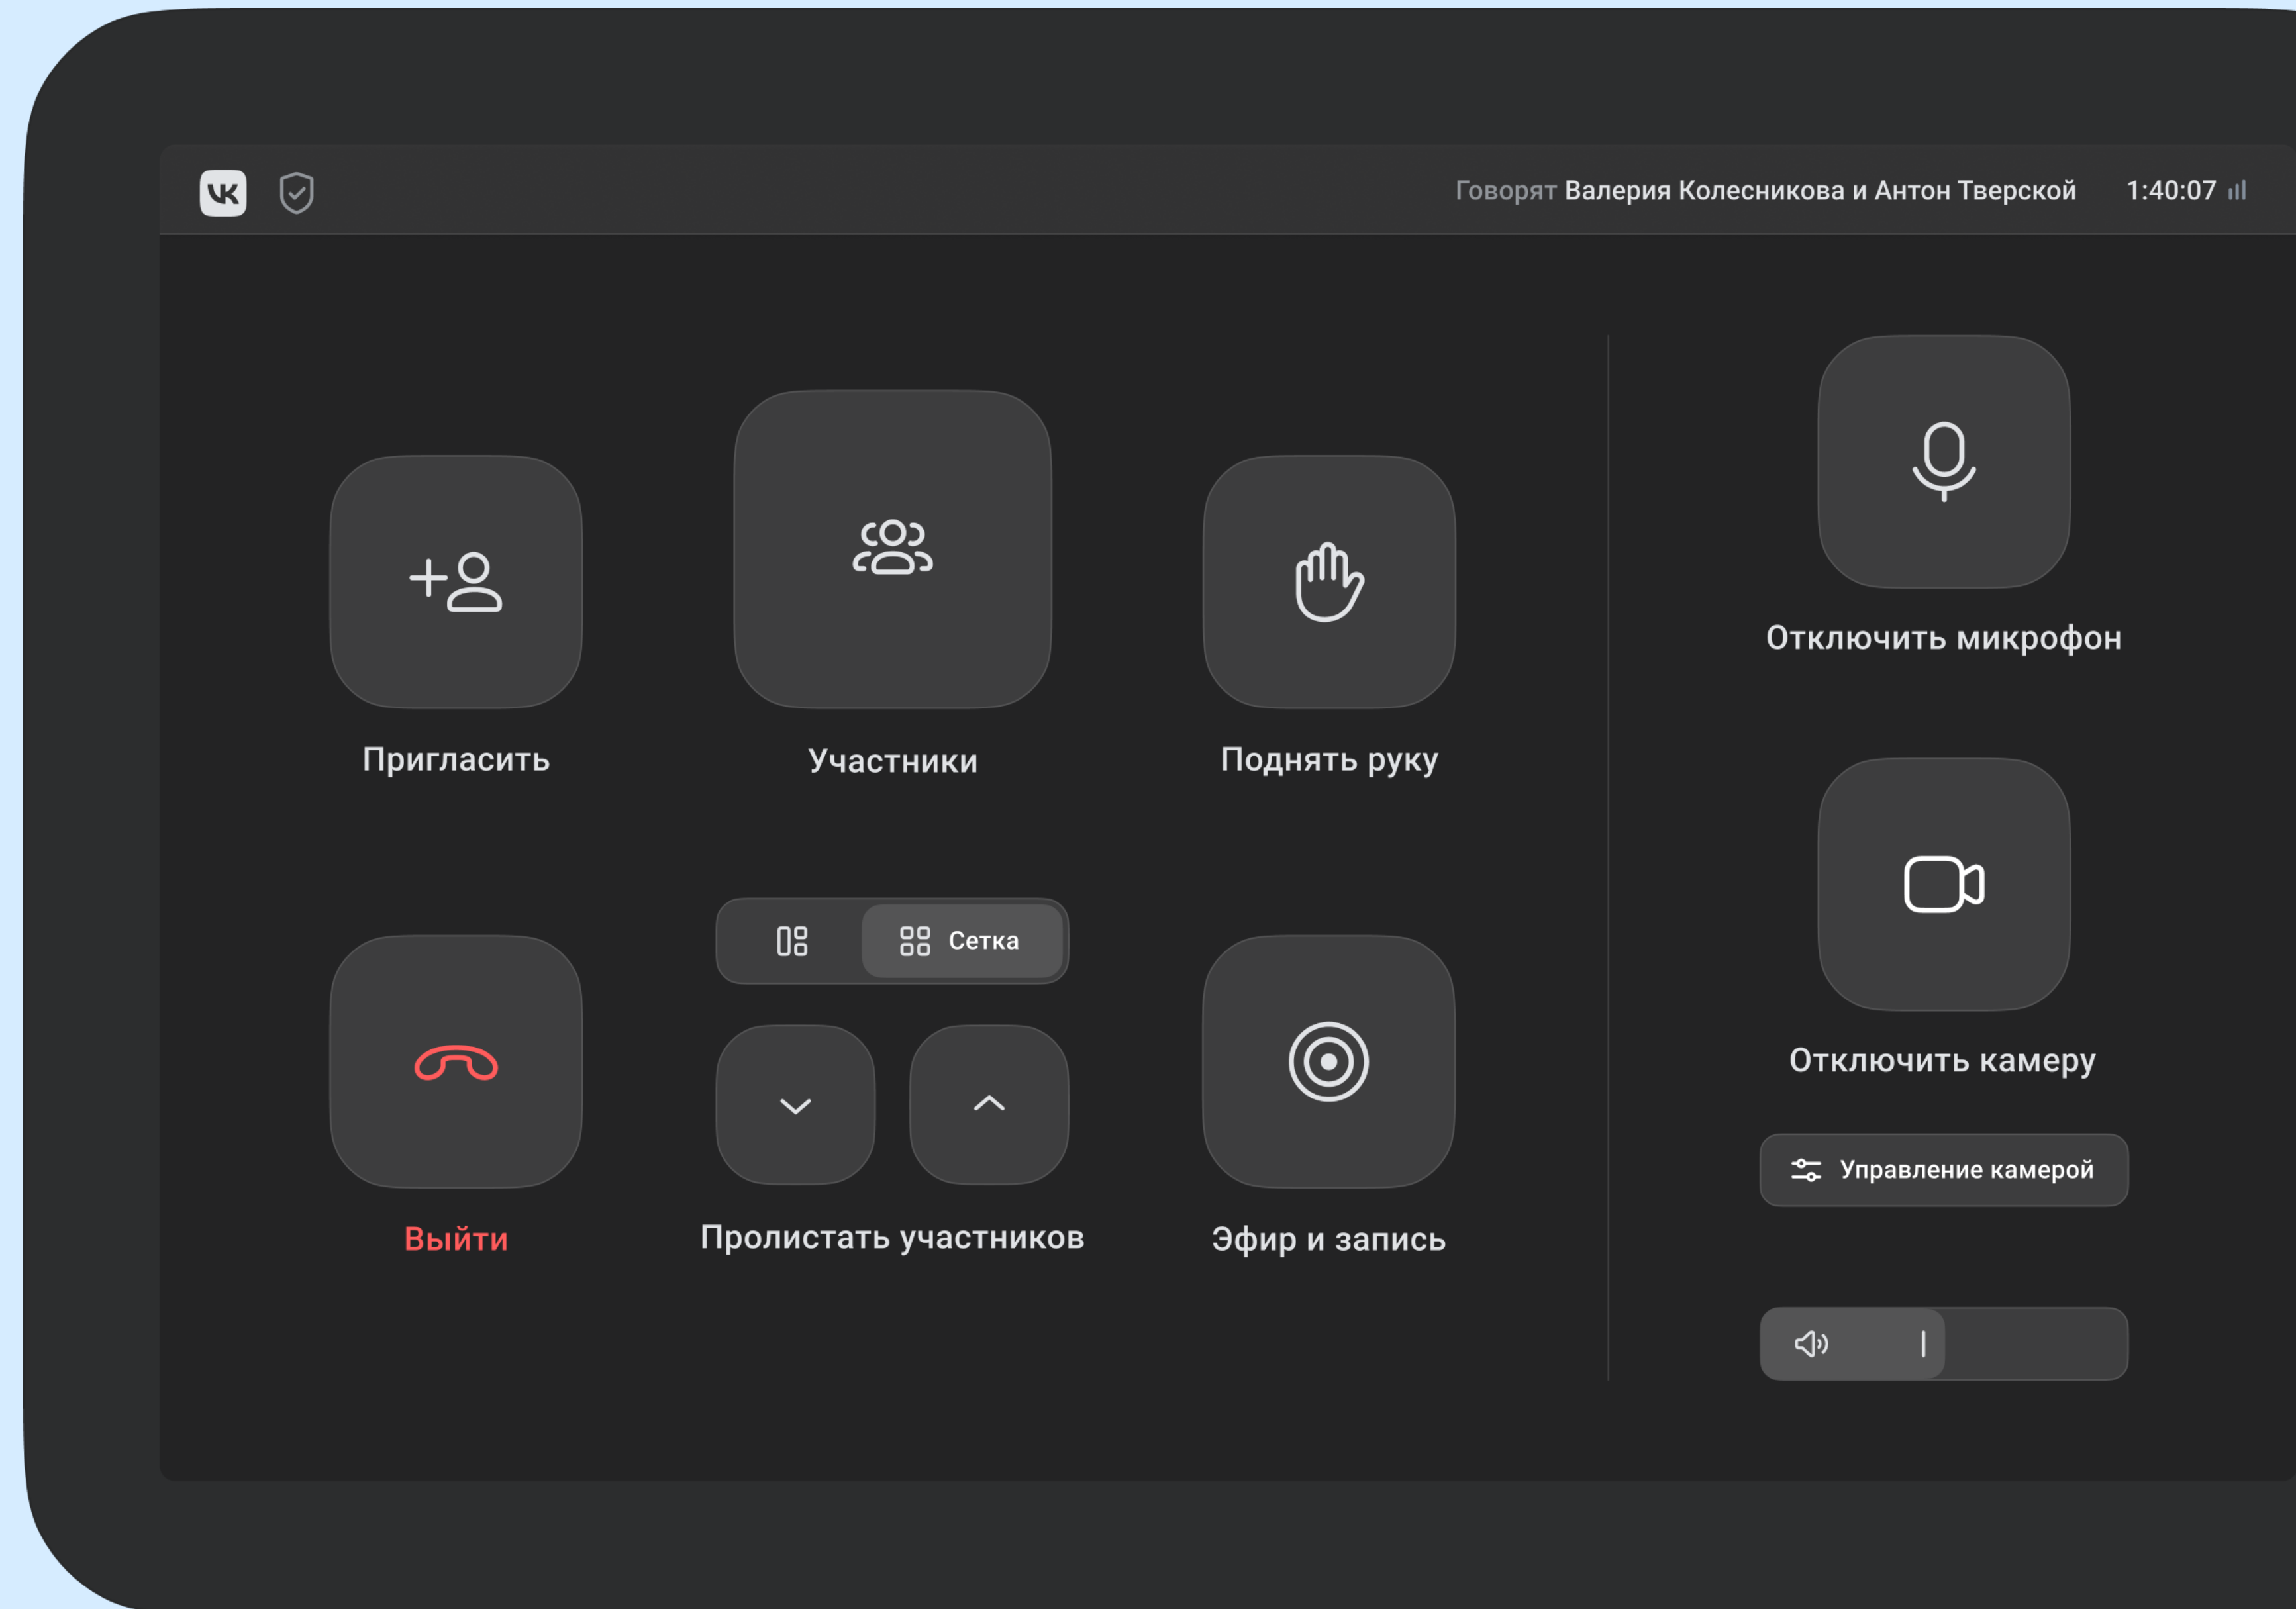 VK
Говорят Валерия Колесникова и Антон Тверской 1:40:07
Пригласить
Участники
Поднять руку
Сетка
Выйти
Пролистать участников
Эфир и запись
Отключить микрофон
Отключить камеру
Управление камерой